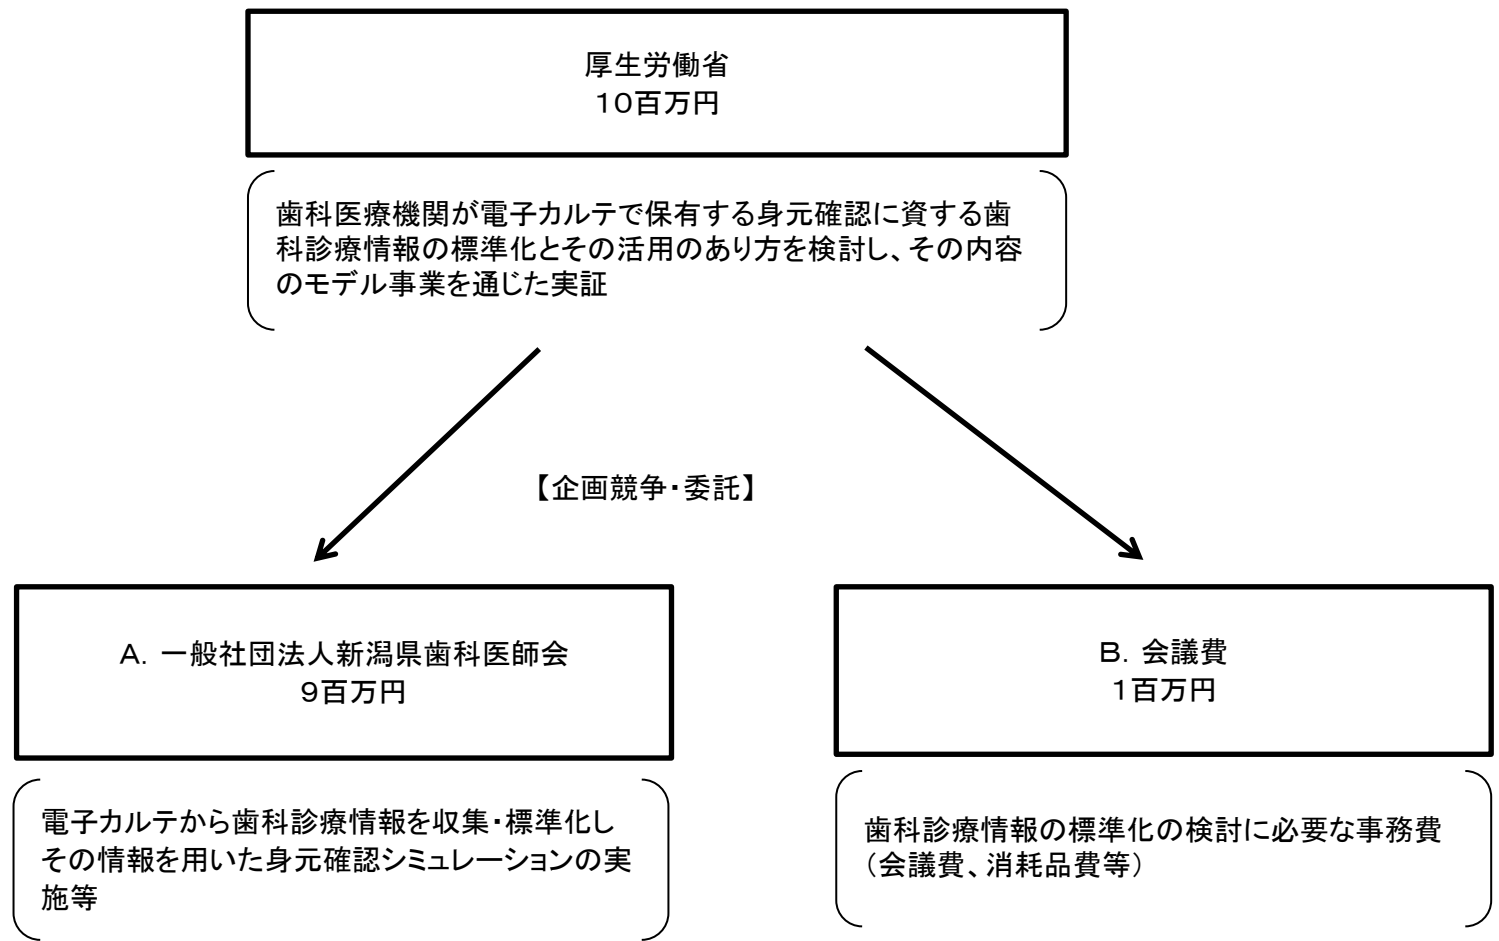 厚生労働省
１０百万円
歯科医療機関が電子カルテで保有する身元確認に資する歯
科診療情報の標準化とその活用のあり方を検討し、その内容
のモデル事業を通じた実証
【企画競争・委託】
Ａ．一般社団法人新潟県歯科医師会
９百万円
Ｂ．会議費
１百万円
電子カルテから歯科診療情報を収集・標準化し
その情報を用いた身元確認シミュレーションの実
施等
歯科診療情報の標準化の検討に必要な事務費
（会議費、消耗品費等）